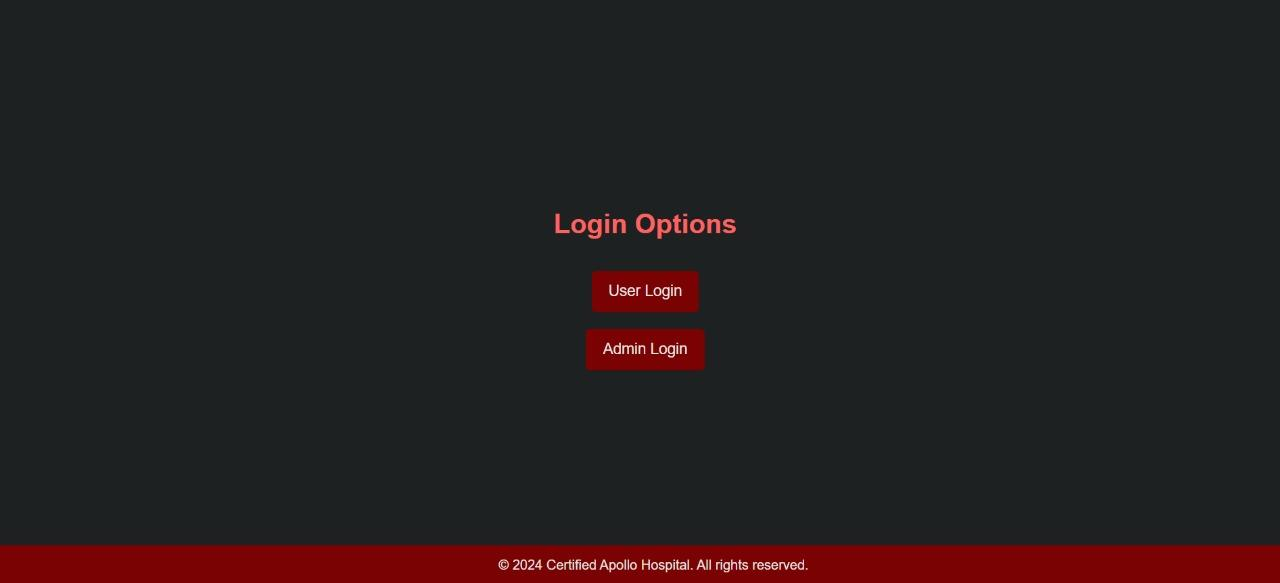 Login Options
User Login
Admin Login
© 2024 Certified Apollo Hospital. All rights reserved.